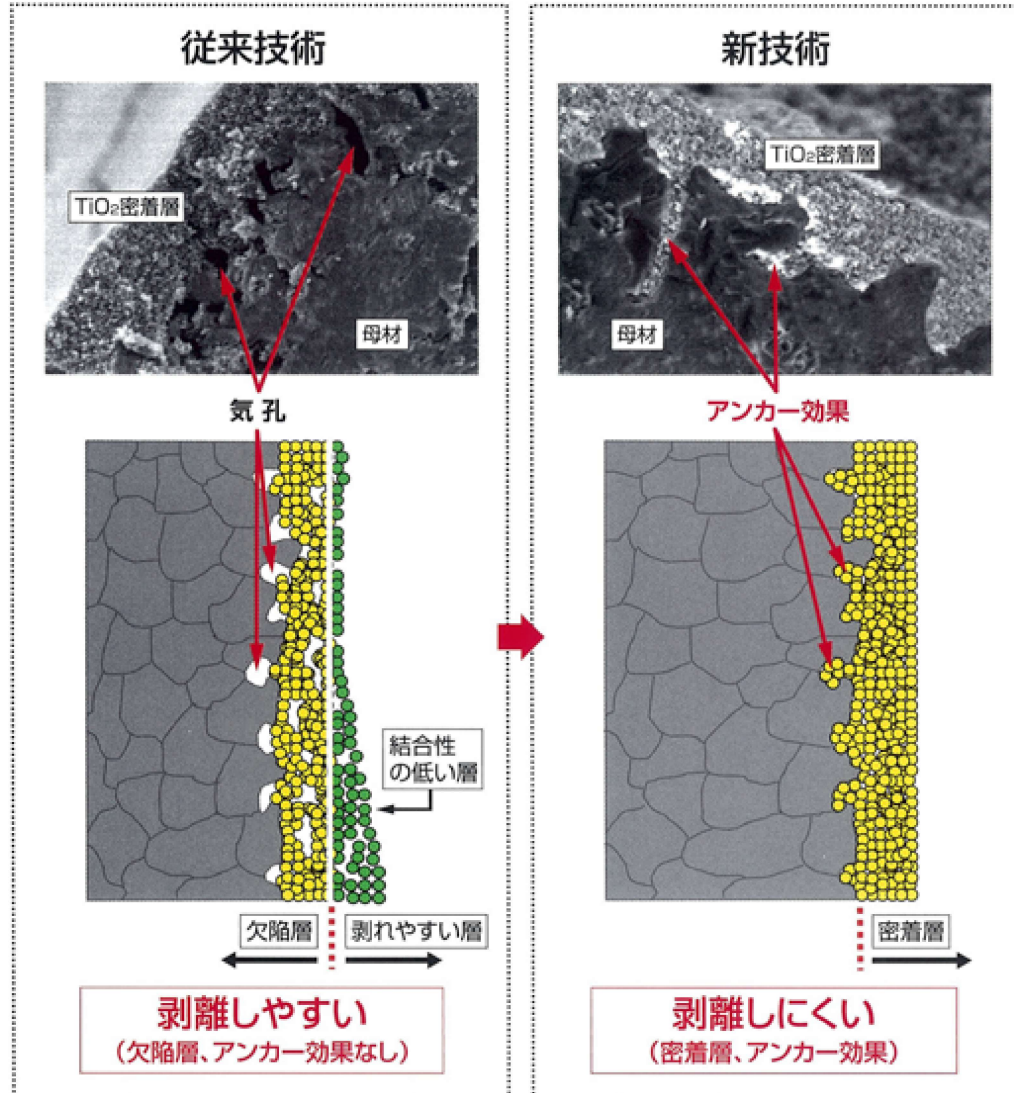 従来技術
TiO₂密着層
母材
気孔
結合性
の低い層
欠陥層
剥れやすい層
剥離しやすい
(欠陥層、アンカー効果なし)
新技術
TiO₂密着層
母材
アンカー効果
密着層
剥離しにくい
(密着層、アンカー効果)